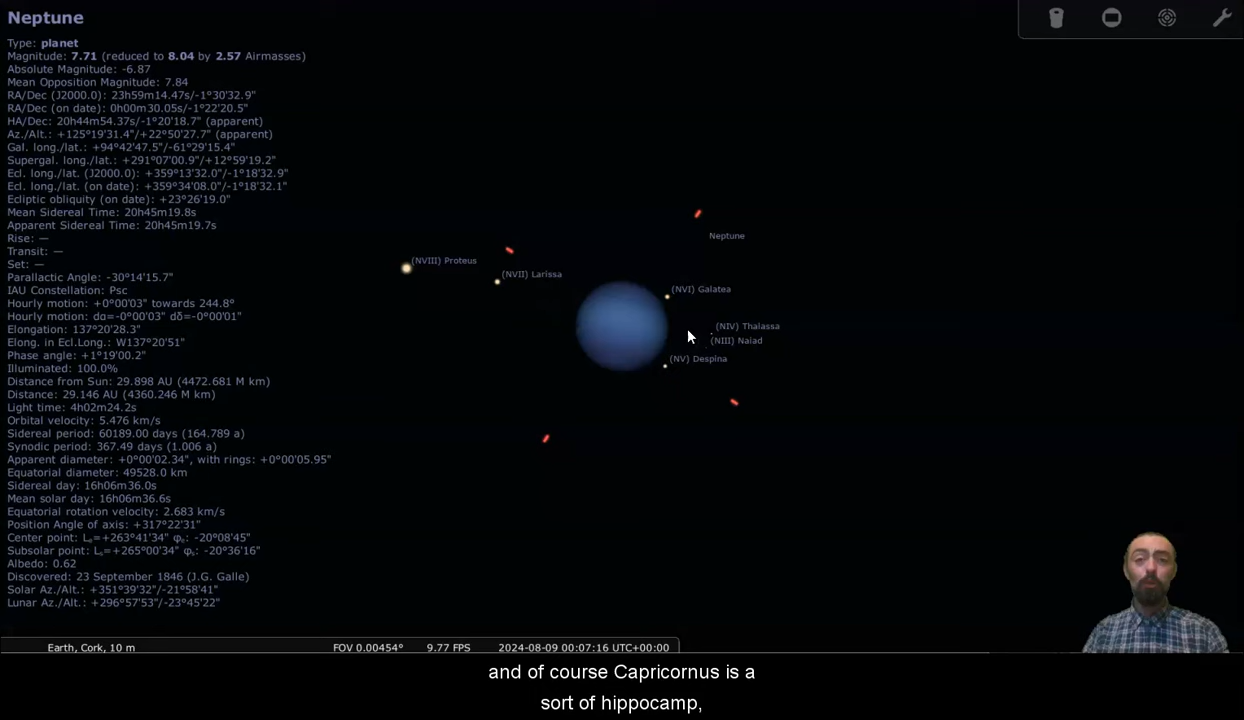 Neptune
Type: planet
Magnitude: 7.71 (reduced to 8.04 by 2.57 Airmasses)
Absolute Magnitude: -6.87
Mean Opposition Magnitude: 7.84
RA/Dec (J2000.0): 23h59m14.47s/-1°30'32.9"
RA/Dec (on date): 0h00m30.05s/-1°22'20.5"
HA/Dec: 20h44m54.37s/-1°20'18.7" (apparent)
Az./Alt.: +125°19'31.4"/+22°50'27.7" (apparent)
Gal. long./lat.: +94°42'47.5"/-61°29'15.4"
Supergal. long./lat.: +291°07'00.9"/+12°59'19.2"
Ecl. long./lat. (J2000.0): +359°13'32.0"/-1°18'32.9"
Ecl. long./lat. (on date): +359°34'08.0"/-1°18'32.1"
Ecliptic obliquity (on date): +23°26'19.0"
Mean Sidereal Time: 20h45m19.8s
Apparent Sidereal Time: 20h45m19.7s
Rise: —
Transit: —
Set: —
Parallactic Angle: -30°14'15.7"
IAU Constellation: Psc
Hourly motion: +0°00'03" towards 244.8°
Hourly motion: dα=-0°00'03" dδ=-0°00'01"
Elongation: 137°20'28.3"
Elong. in Ecl.Long.: W137°20'51"
Phase angle: +1°19'00.2"
Illuminated: 100.0%
Distance from Sun: 29.898 AU (4472.681 M km)
Distance: 29.146 AU (4360.246 M km)
Light time: 4h02m24.2s
Orbital velocity: 5.476 km/s
Sidereal period: 60189.00 days (164.789 a)
Synodic period: 367.49 days (1.006 a)
Apparent diameter: +0°00'02.34", with rings: +0°00'05.95"
Equatorial diameter: 49528.0 km
Sidereal day: 16h06m36.0s
Mean solar day: 16h06m36.6s
Equatorial rotation velocity: 2.683 km/s
Position Angle of axis: +317°22'31"
Center point: Lₑ=+263°41'34" φₑ: -20°08'45"
Subsolar point: Lₛ=+265°00'34" φₛ: -20°36'16"
Albedo: 0.62
Discovered: 23 September 1846 (J.G. Galle)
Solar Az./Alt.: +351°39'32"/-21°58'41"
Lunar Az./Alt.: +296°57'53"/-23°45'22"
Neptune
(NVIII) Proteus
(NVII) Larissa
(NVI) Galatea
(NIV) Thalassa
(NIII) Naiad
(NV) Despina
Earth, Cork, 10 m FOV 0.00454° 9.77 FPS 2024-08-09 00:07:16 UTC+00:00
and of course Capricornus is a
sort of hippocamp,